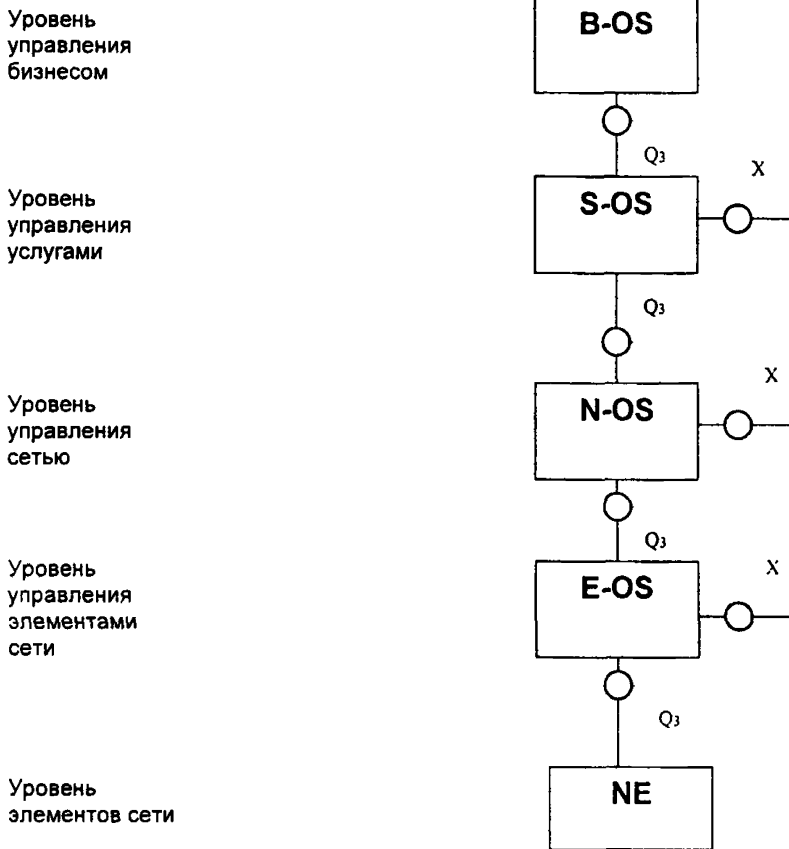 Уровень
управления
бизнесом
B-OS
Q3
X
Уровень
управления
услугами
S-OS
Q3
X
Уровень
управления
сетью
N-OS
Q3
X
Уровень
управления
элементами
сети
E-OS
Q3
Уровень
элементов сети
NE